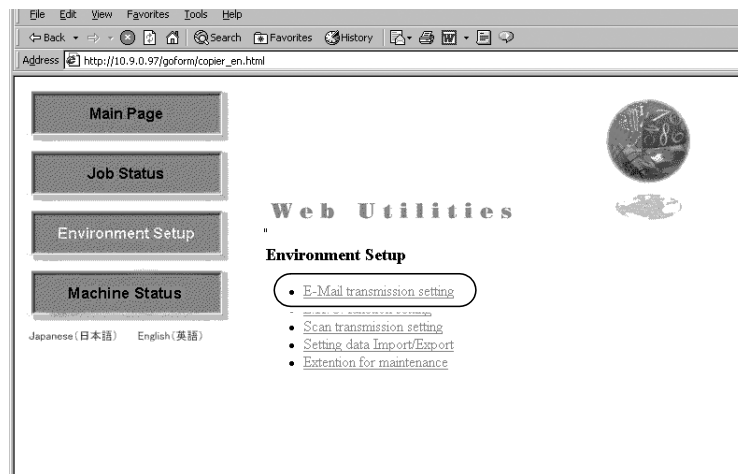 File Edit View Favorites Tools Help
Back Search Favorites History
Address http://10.9.0.97/goform/copier_en.html
Main Page
Job Status
Environment Setup
Machine Status
Japanese(日本語) English(英語)
Web Utilities
"
Environment Setup
• E-Mail transmission setting
• Scan transmission setting
• Setting data Import/Export
• Extention for maintenance